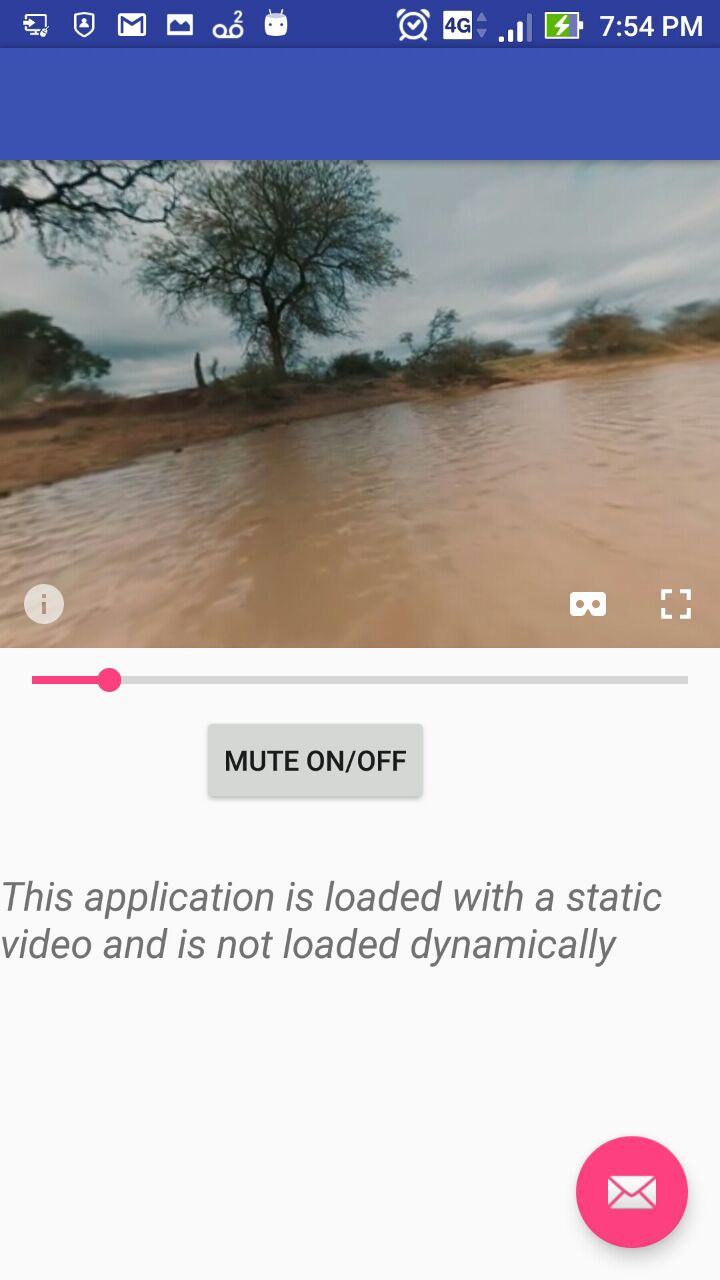 2
4G
7:54 PM
MUTE ON/OFF
This application is loaded with a static
video and is not loaded dynamically